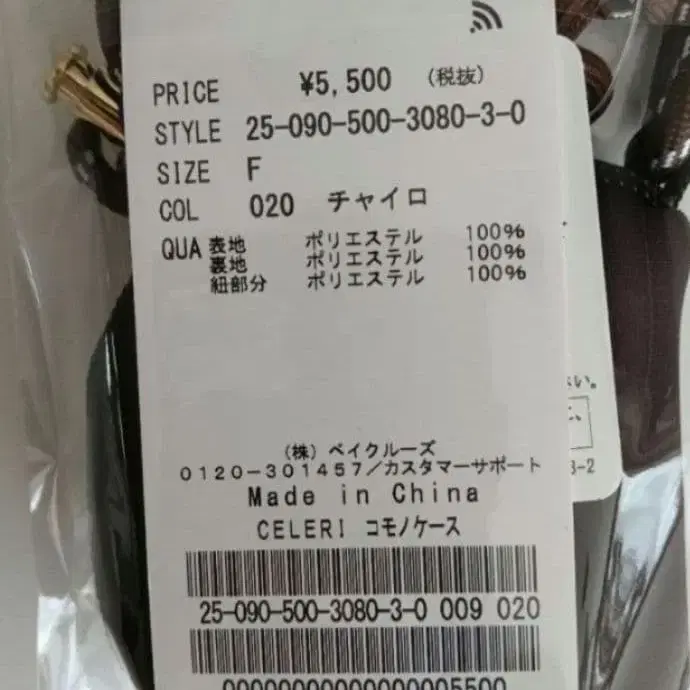 PRICE ¥5,500 (税抜)
STYLE 25-090-500-3080-3-0
SIZE F
COL 020 チャイロ
QUA 表地 ポリエステル 100%
裏地 ポリエステル 100%
紐部分 ポリエステル 100%
い。
3-2
(株) ベイクルーズ
0120-301457/カスタマーサポート
Made in China
CELERI コモノケース
25-090-500-3080-3-0 009 020